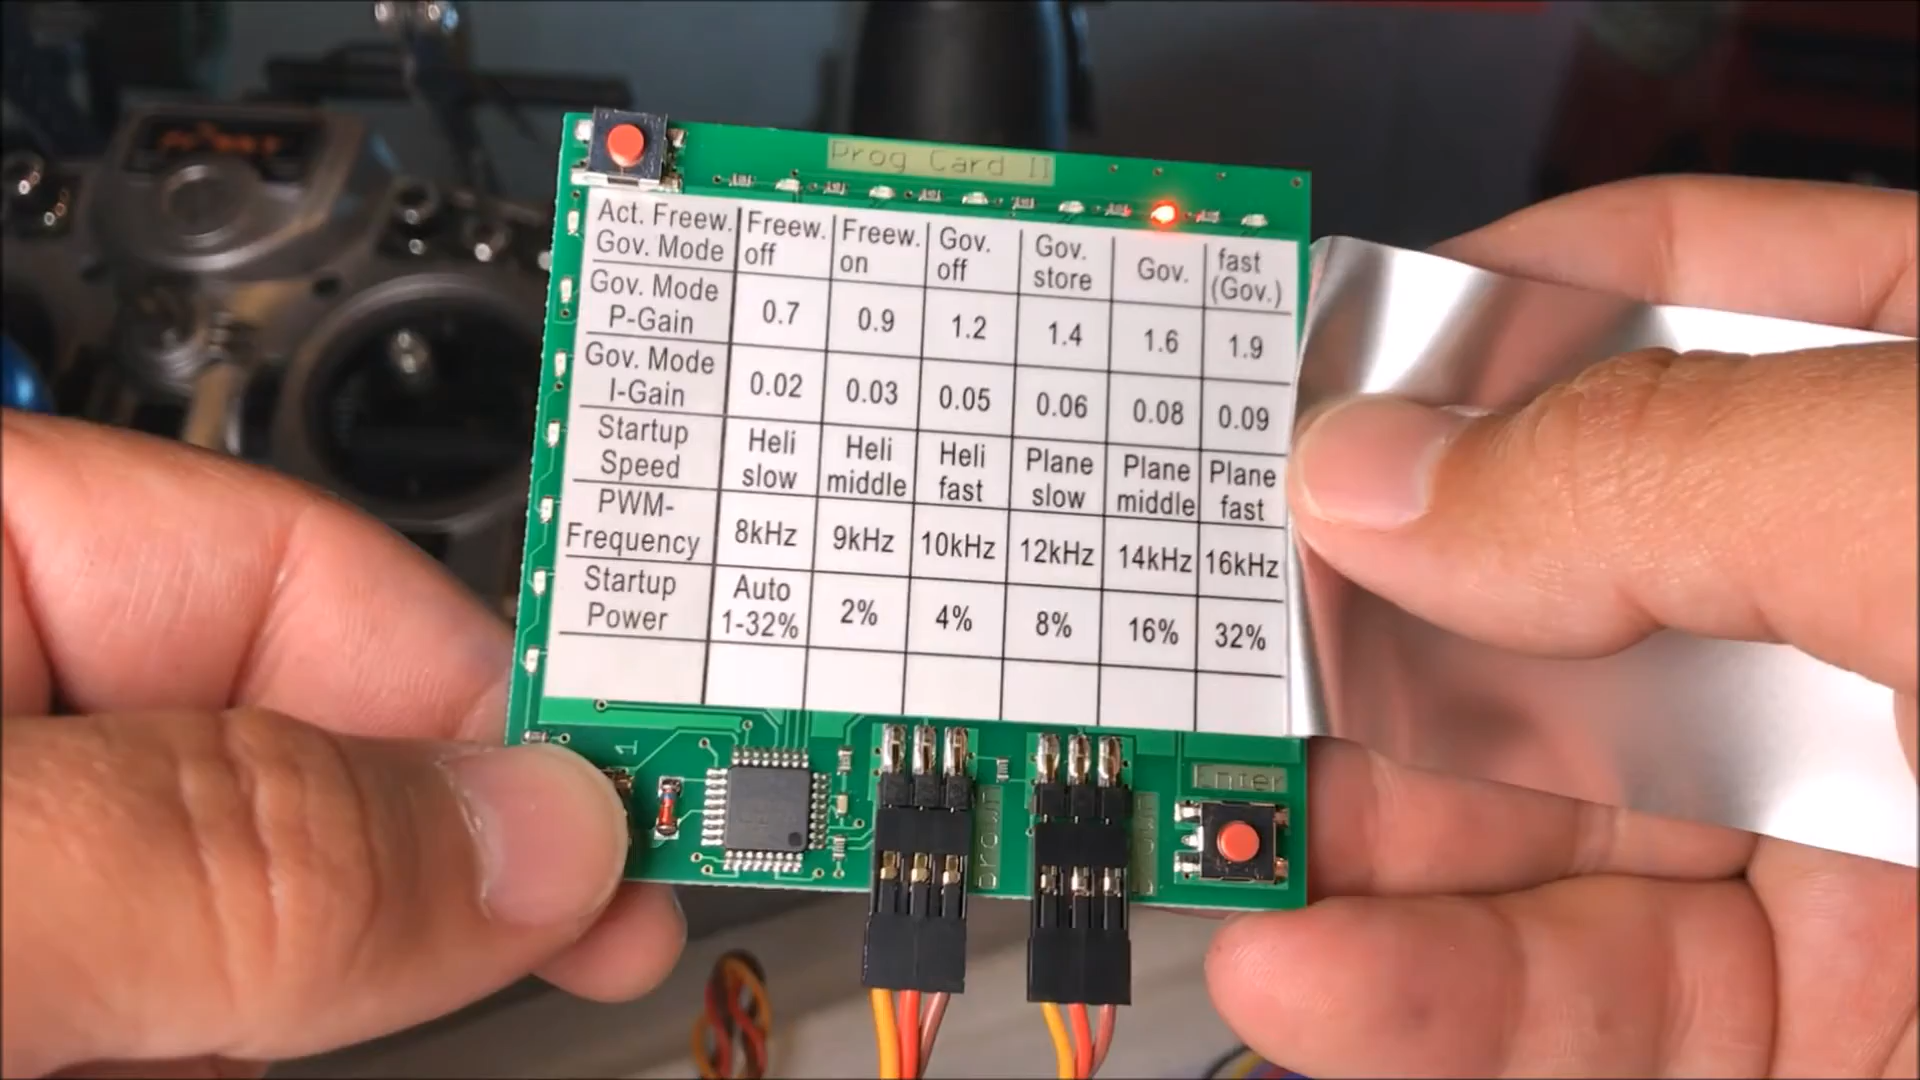 Prog Card II
Act. Freew. Freew. Freew. Gov. Gov. Gov. fast
Gov. Mode off on off store (Gov.)
Gov. Mode
P-Gain 0.7 0.9 1.2 1.4 1.6 1.9
Gov. Mode
I-Gain 0.02 0.03 0.05 0.06 0.08 0.09
Startup Heli Heli Heli Plane Plane Plane
Speed slow middle fast slow middle fast
PWM-
Frequency 8kHz 9kHz 10kHz 12kHz 14kHz 16kHz
Startup Auto
Power 1-32% 2% 4% 8% 16% 32%
1
Enter
brown